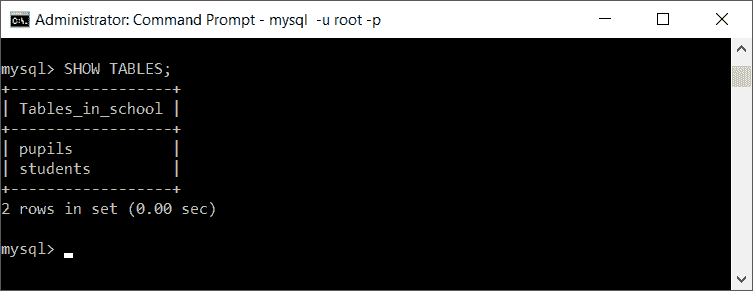 Administrator: Command Prompt - mysql  -u root -p
mysql> SHOW TABLES;
+------------------+
| Tables_in_school |
+------------------+
| pupils           |
| students         |
+------------------+
2 rows in set (0.00 sec)
mysql>